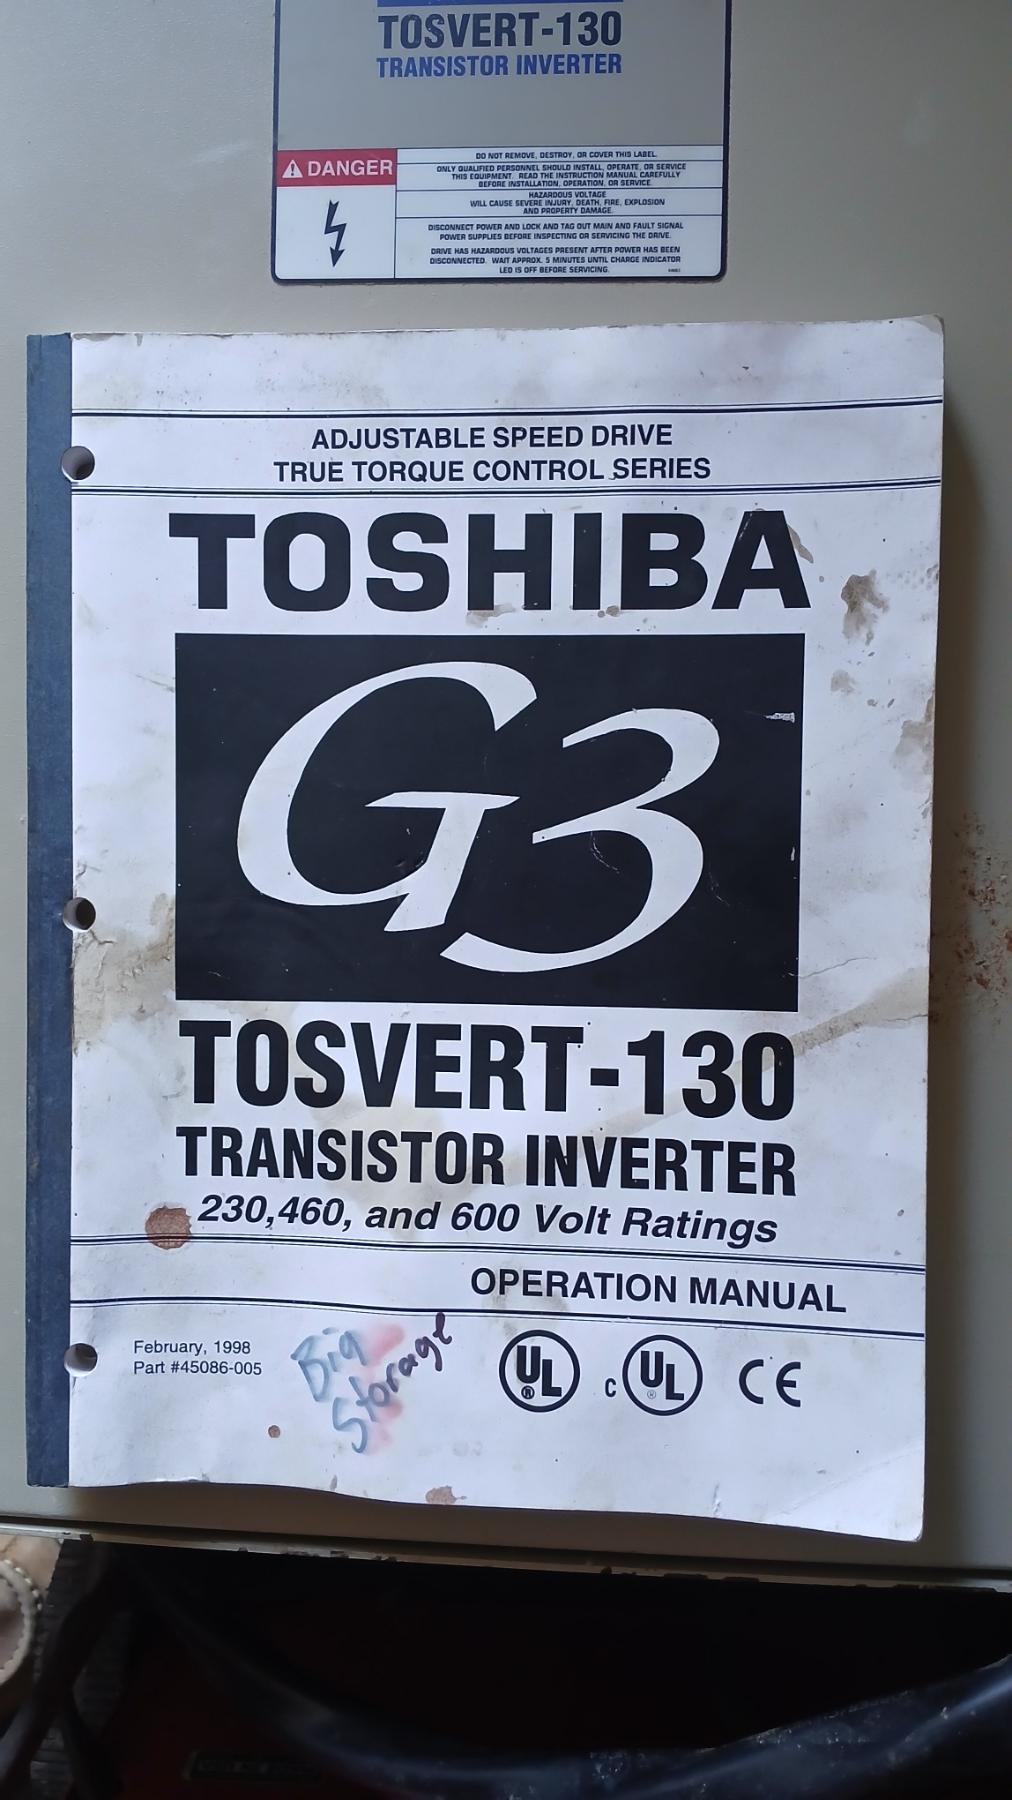 TOSVERT-130
TRANSISTOR INVERTER
DANGER
DO NOT REMOVE, DESTROY, OR COVER THIS LABEL.
ONLY QUALIFIED PERSONNEL SHOULD INSTALL, OPERATE, OR SERVICE
THIS EQUIPMENT. READ THE INSTRUCTION MANUAL CAREFULLY
BEFORE INSTALLATION, OPERATION, OR SERVICE.
HAZARDOUS VOLTAGE
WILL CAUSE SEVERE INJURY, DEATH, FIRE, EXPLOSION
AND PROPERTY DAMAGE.
DISCONNECT POWER AND LOCK AND TAG OUT MAIN AND FAULT SIGNAL
POWER SUPPLIES BEFORE INSPECTING OR SERVICING THE DRIVE.
DRIVE HAS HAZARDOUS VOLTAGES PRESENT AFTER POWER HAS BEEN
DISCONNECTED. WAIT APPROX. 5 MINUTES UNTIL CHARGE INDICATOR
LED IS OFF BEFORE SERVICING.
ADJUSTABLE SPEED DRIVE
TRUE TORQUE CONTROL SERIES
TOSHIBA
G3
TOSVERT-130
TRANSISTOR INVERTER
230,460, and 600 Volt Ratings
OPERATION MANUAL
February, 1998
Part #45086-005
Big
Storage
UL ®
C UL ®
CE